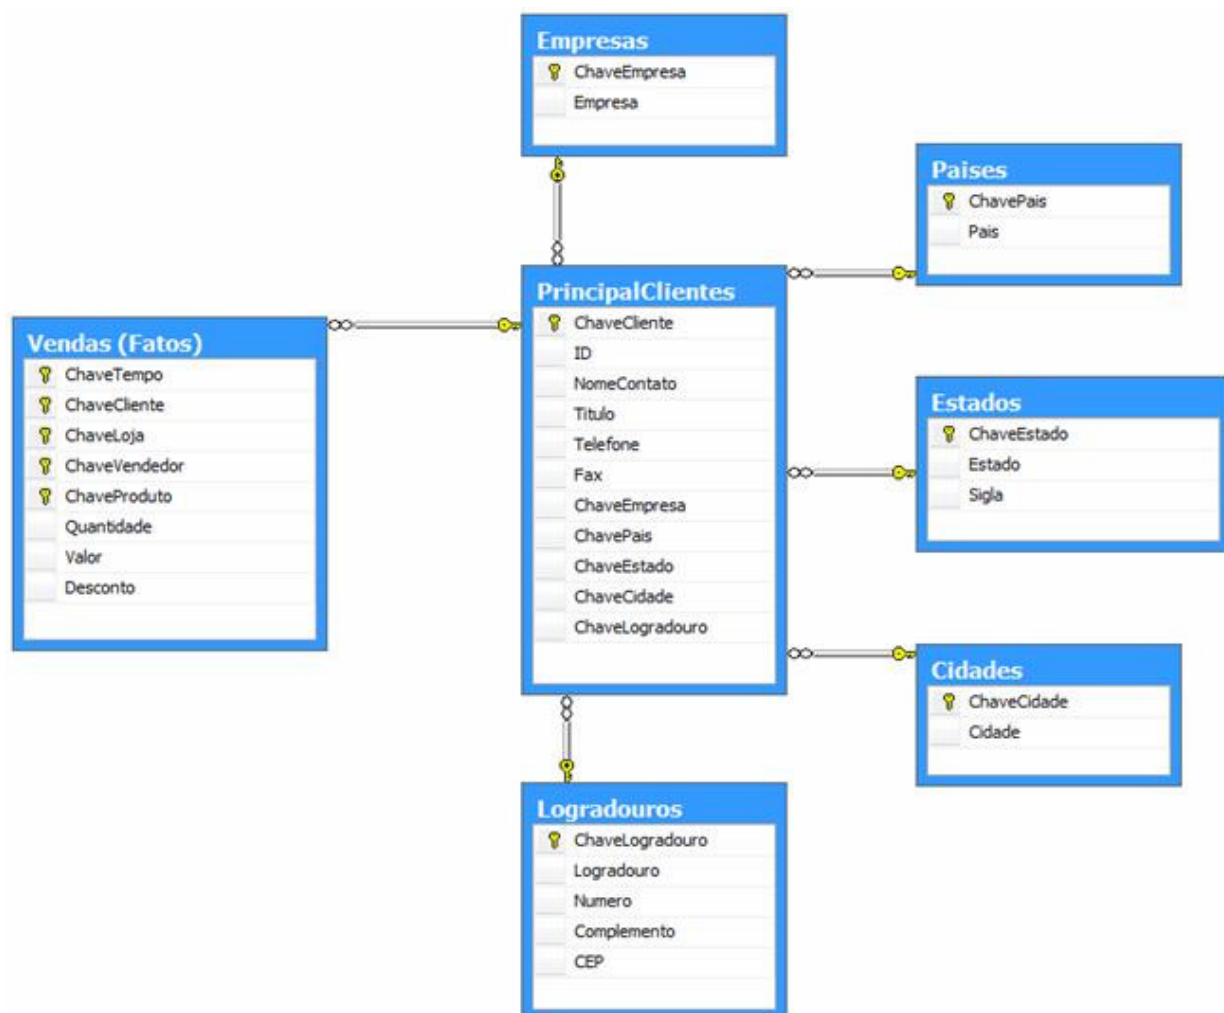 Empresas
ChaveEmpresa
Empresa
Paises
ChavePais
Pais
PrincipalClientes
ChaveCliente
ID
NomeContato
Titulo
Telefone
Fax
ChaveEmpresa
ChavePais
ChaveEstado
ChaveCidade
ChaveLogradouro
Vendas (Fatos)
ChaveTempo
ChaveCliente
ChaveLoja
ChaveVendedor
ChaveProduto
Quantidade
Valor
Desconto
Estados
ChaveEstado
Estado
Sigla
Cidades
ChaveCidade
Cidade
Logradouros
ChaveLogradouro
Logradouro
Numero
Complemento
CEP